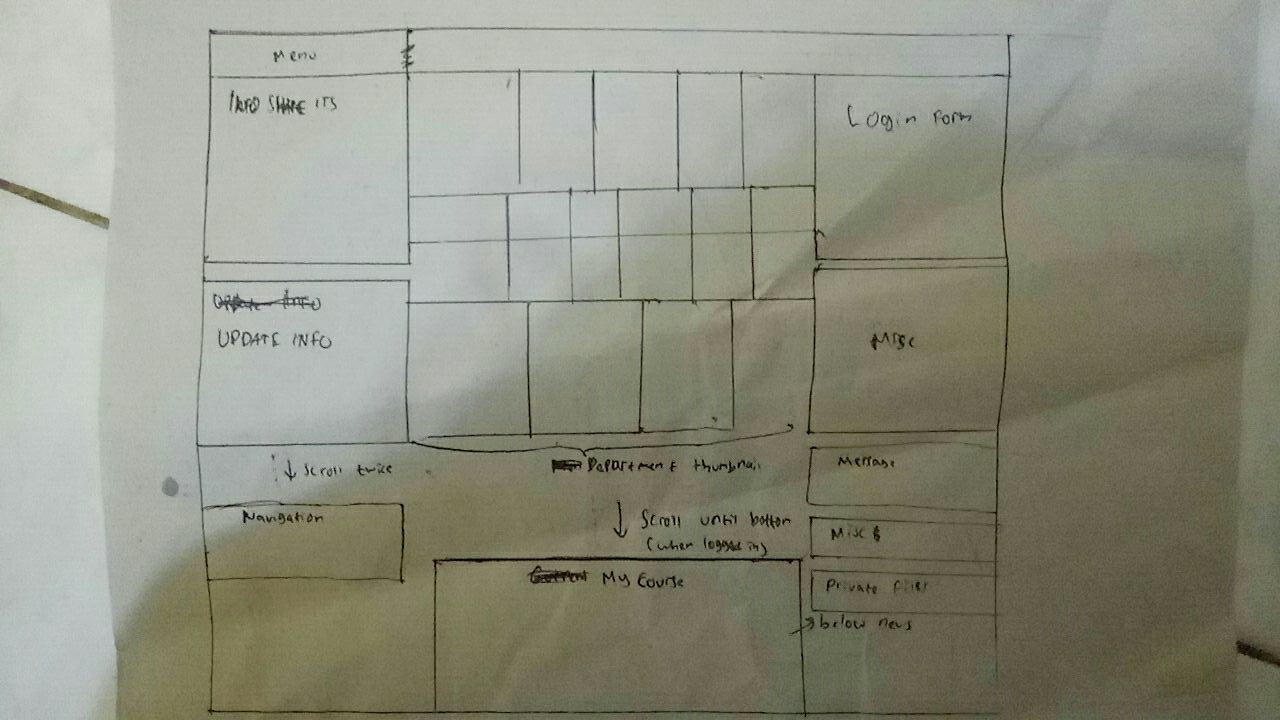 Menu
INFO SHARE ITS
Login Form
UPDATE INFO
Misc
Scroll twice
Department thumbnail
Message
Navigation
Scroll until bottom
(when logged in)
Misc
My Course
Private Files
below news